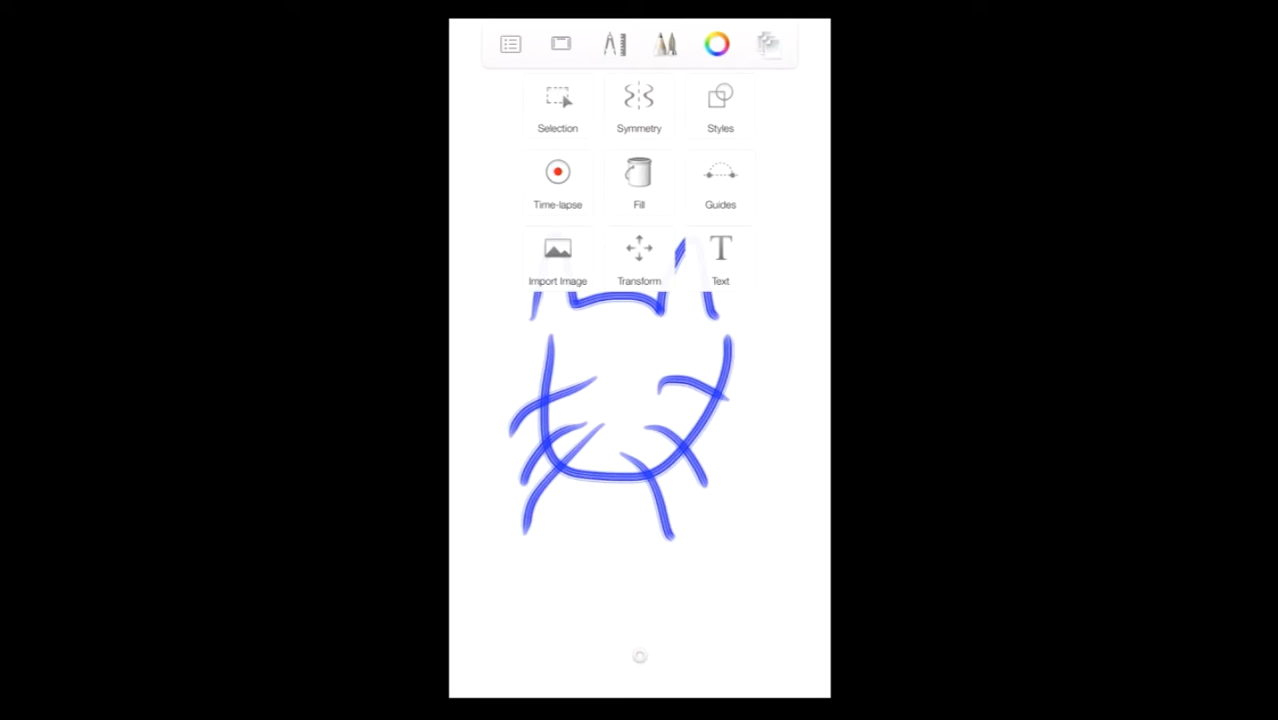 Selection Symmetry Styles
Time-lapse Fill Guides
Import Image Transform Text